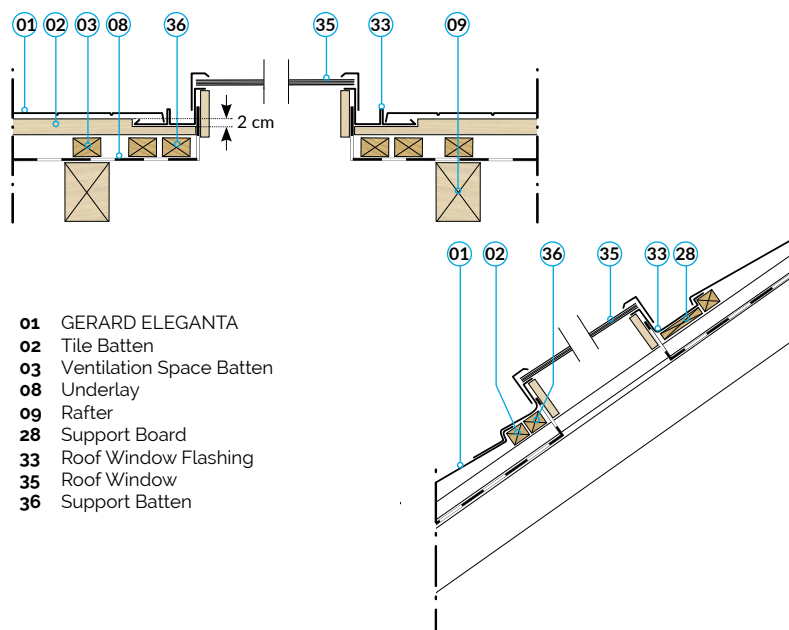 01 02 03 08 36 35 33 09
2 cm
01 02 36 35 33 28
01 GERARD ELEGANTA
02 Tile Batten
03 Ventilation Space Batten
08 Underlay
09 Rafter
28 Support Board
33 Roof Window Flashing
35 Roof Window
36 Support Batten